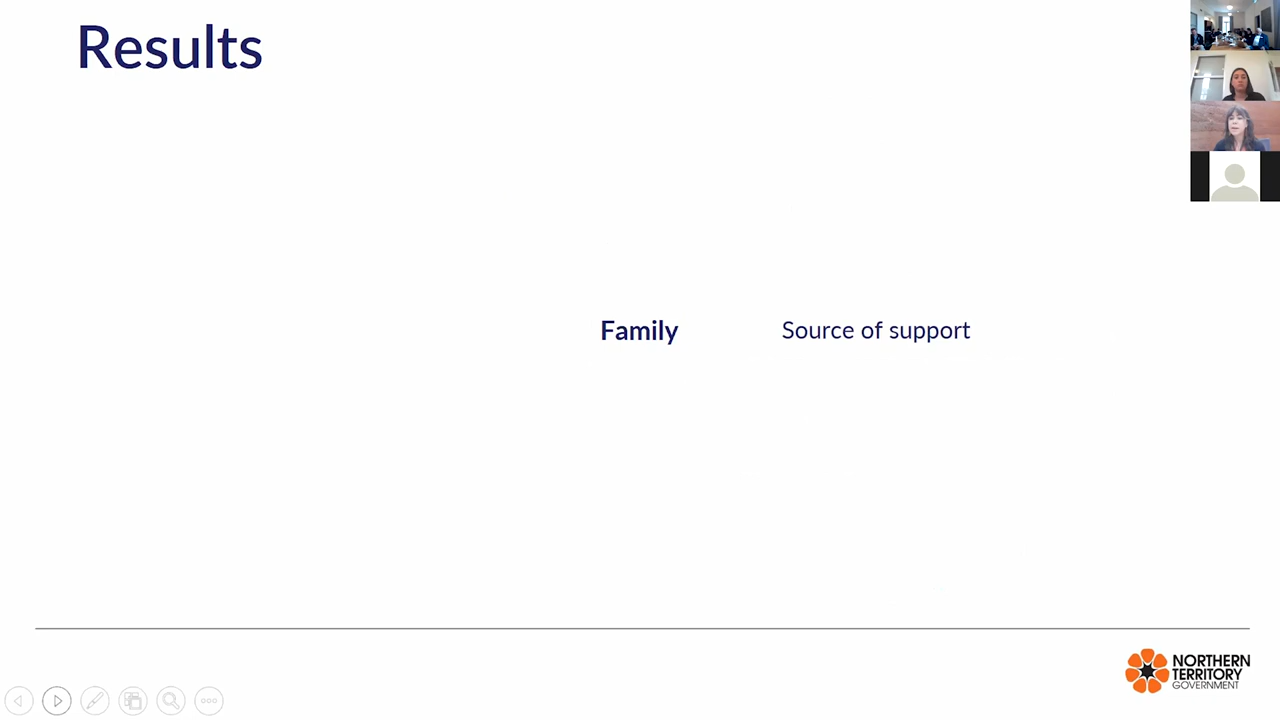 Results
Family
Source of support
NORTHERN
TERRITORY
GOVERNMENT